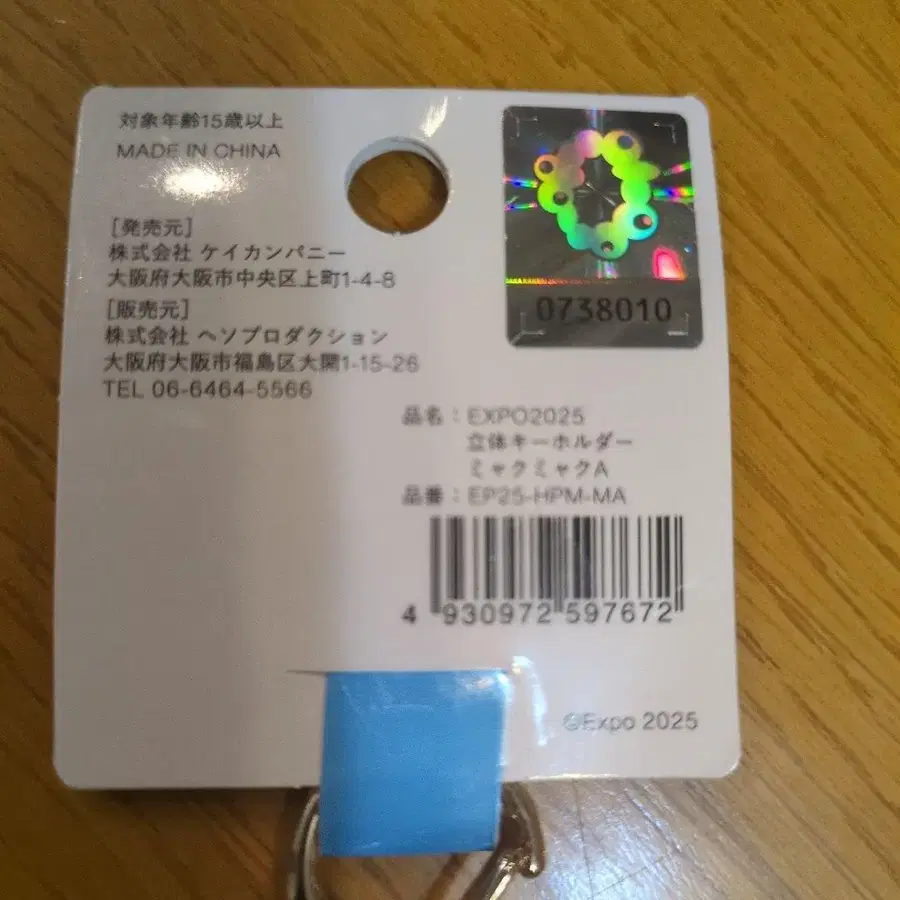 対象年齢15歳以上
MADE IN CHINA
[発売元]
株式会社 ケイカンパニー
大阪府大阪市中央区上町1-4-8
[販売元]
株式会社 ヘソプロダクション
大阪府大阪市福島区大開1-15-26
TEL 06-6464-5566
0738010
品名：EXPO2025
立体キーホルダー
ミャクミャクA
品番：EP25-HPM-MA
4 930972 597672
©Expo 2025